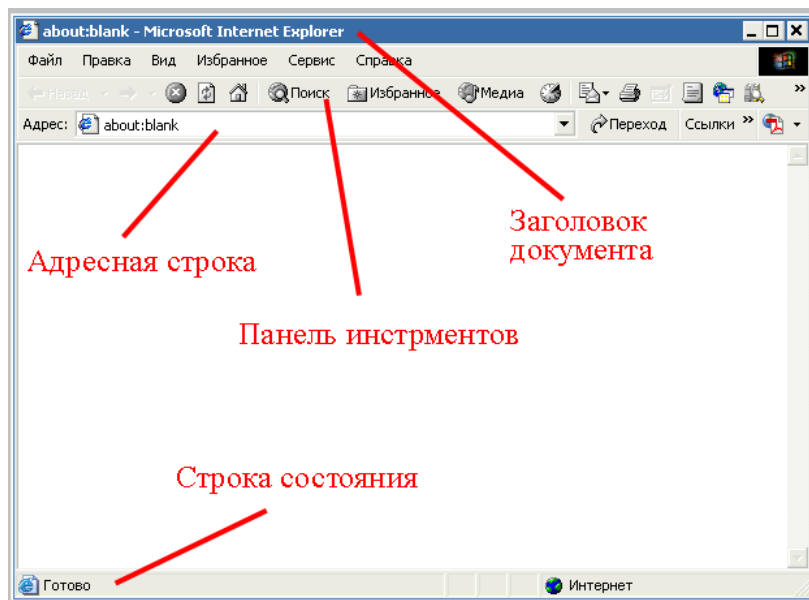 about:blank - Microsoft Internet Explorer
Файл Правка Вид Избранное Сервис Справка
Назад Поиск Избранное Медиа »
Адрес: about:blank Переход Ссылки »
Заголовок
документа
Адресная строка
Панель инстрментов
Строка состояния
Готово Интернет